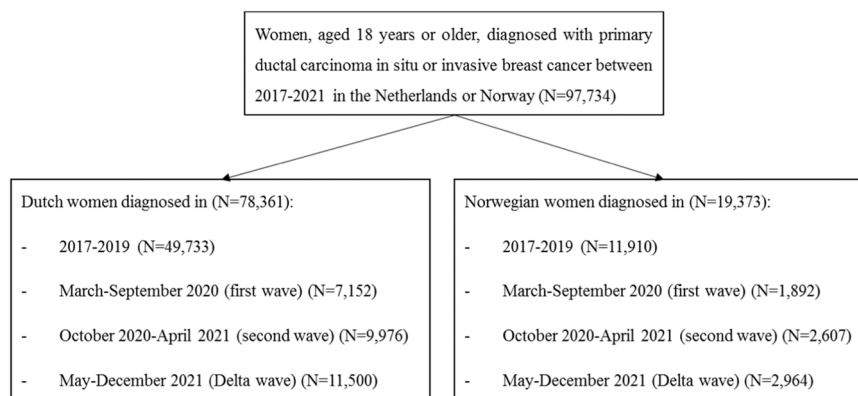 Women, aged 18 years or older, diagnosed with primary
ductal carcinoma in situ or invasive breast cancer between
2017-2021 in the Netherlands or Norway (N=97,734)
Dutch women diagnosed in (N=78,361):
- 2017-2019 (N=49,733)
- March-September 2020 (first wave) (N=7,152)
- October 2020-April 2021 (second wave) (N=9,976)
- May-December 2021 (Delta wave) (N=11,500)
Norwegian women diagnosed in (N=19,373):
- 2017-2019 (N=11,910)
- March-September 2020 (first wave) (N=1,892)
- October 2020-April 2021 (second wave) (N=2,607)
- May-December 2021 (Delta wave) (N=2,964)